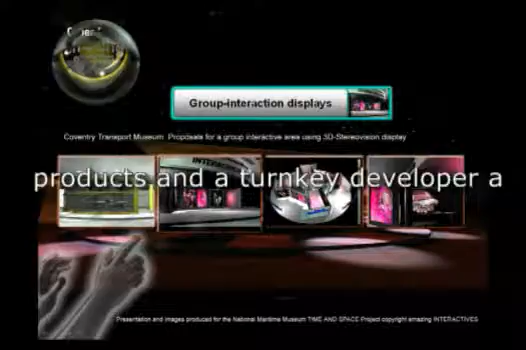 Group-interaction displays
Coventry Transport Museum Proposals for a group interactive area using 3D-Stereovision display
products and a turnkey developer a
Presentation and images produced for the National Maritime Museum TIME AND SPACE Project copyright amazing INTERACTIVES